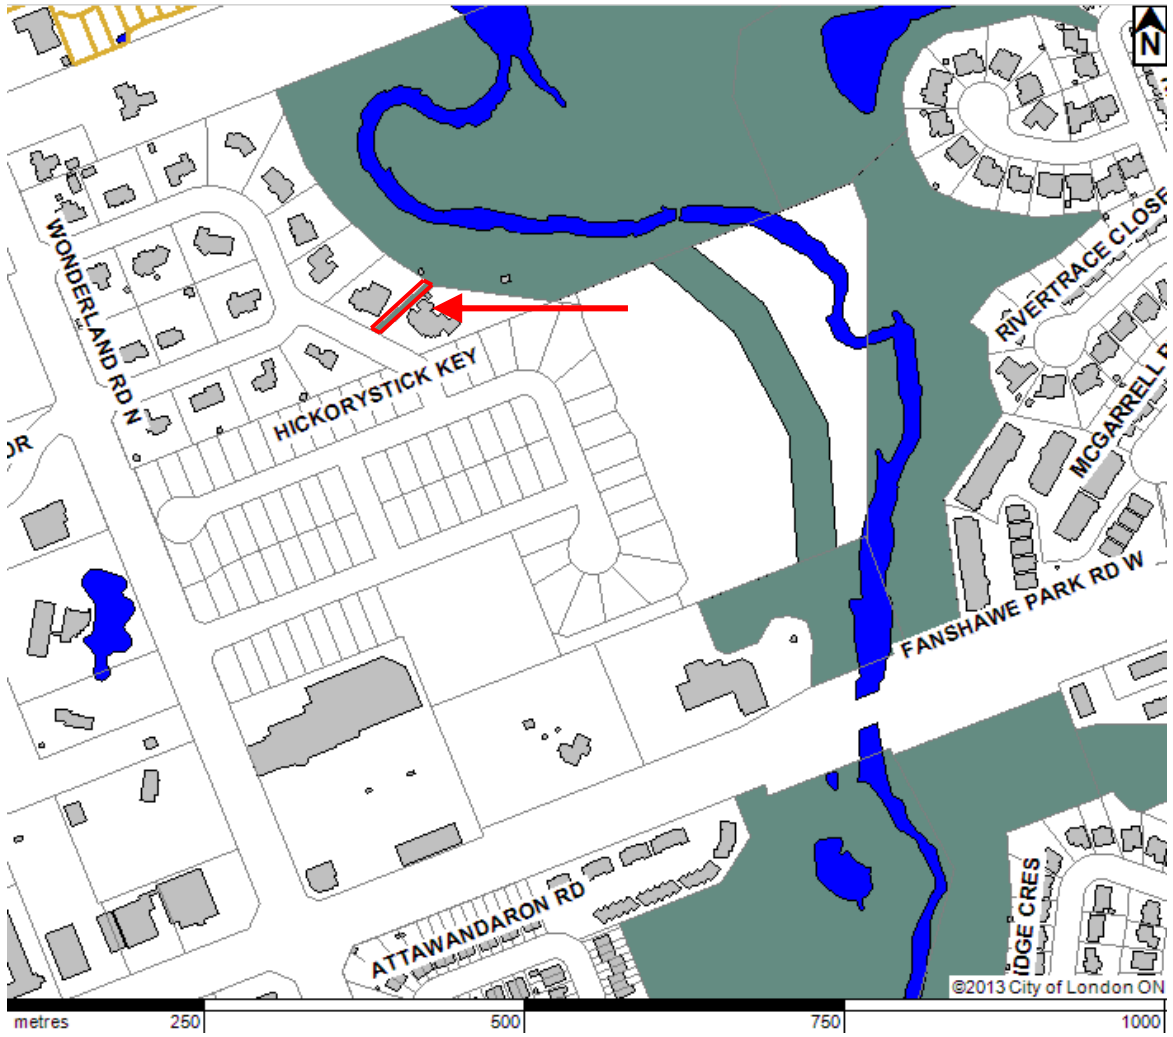 N
WONDERLAND RD N
RIVERTRACE CLOSE
HICKORYSTICK KEY
DR
MCGARRELL
FANSHAWE PARK RD W
ATTAWANDARON RD
IDGE CRES
©2013 City of London ON
metres 250 500 750 1000